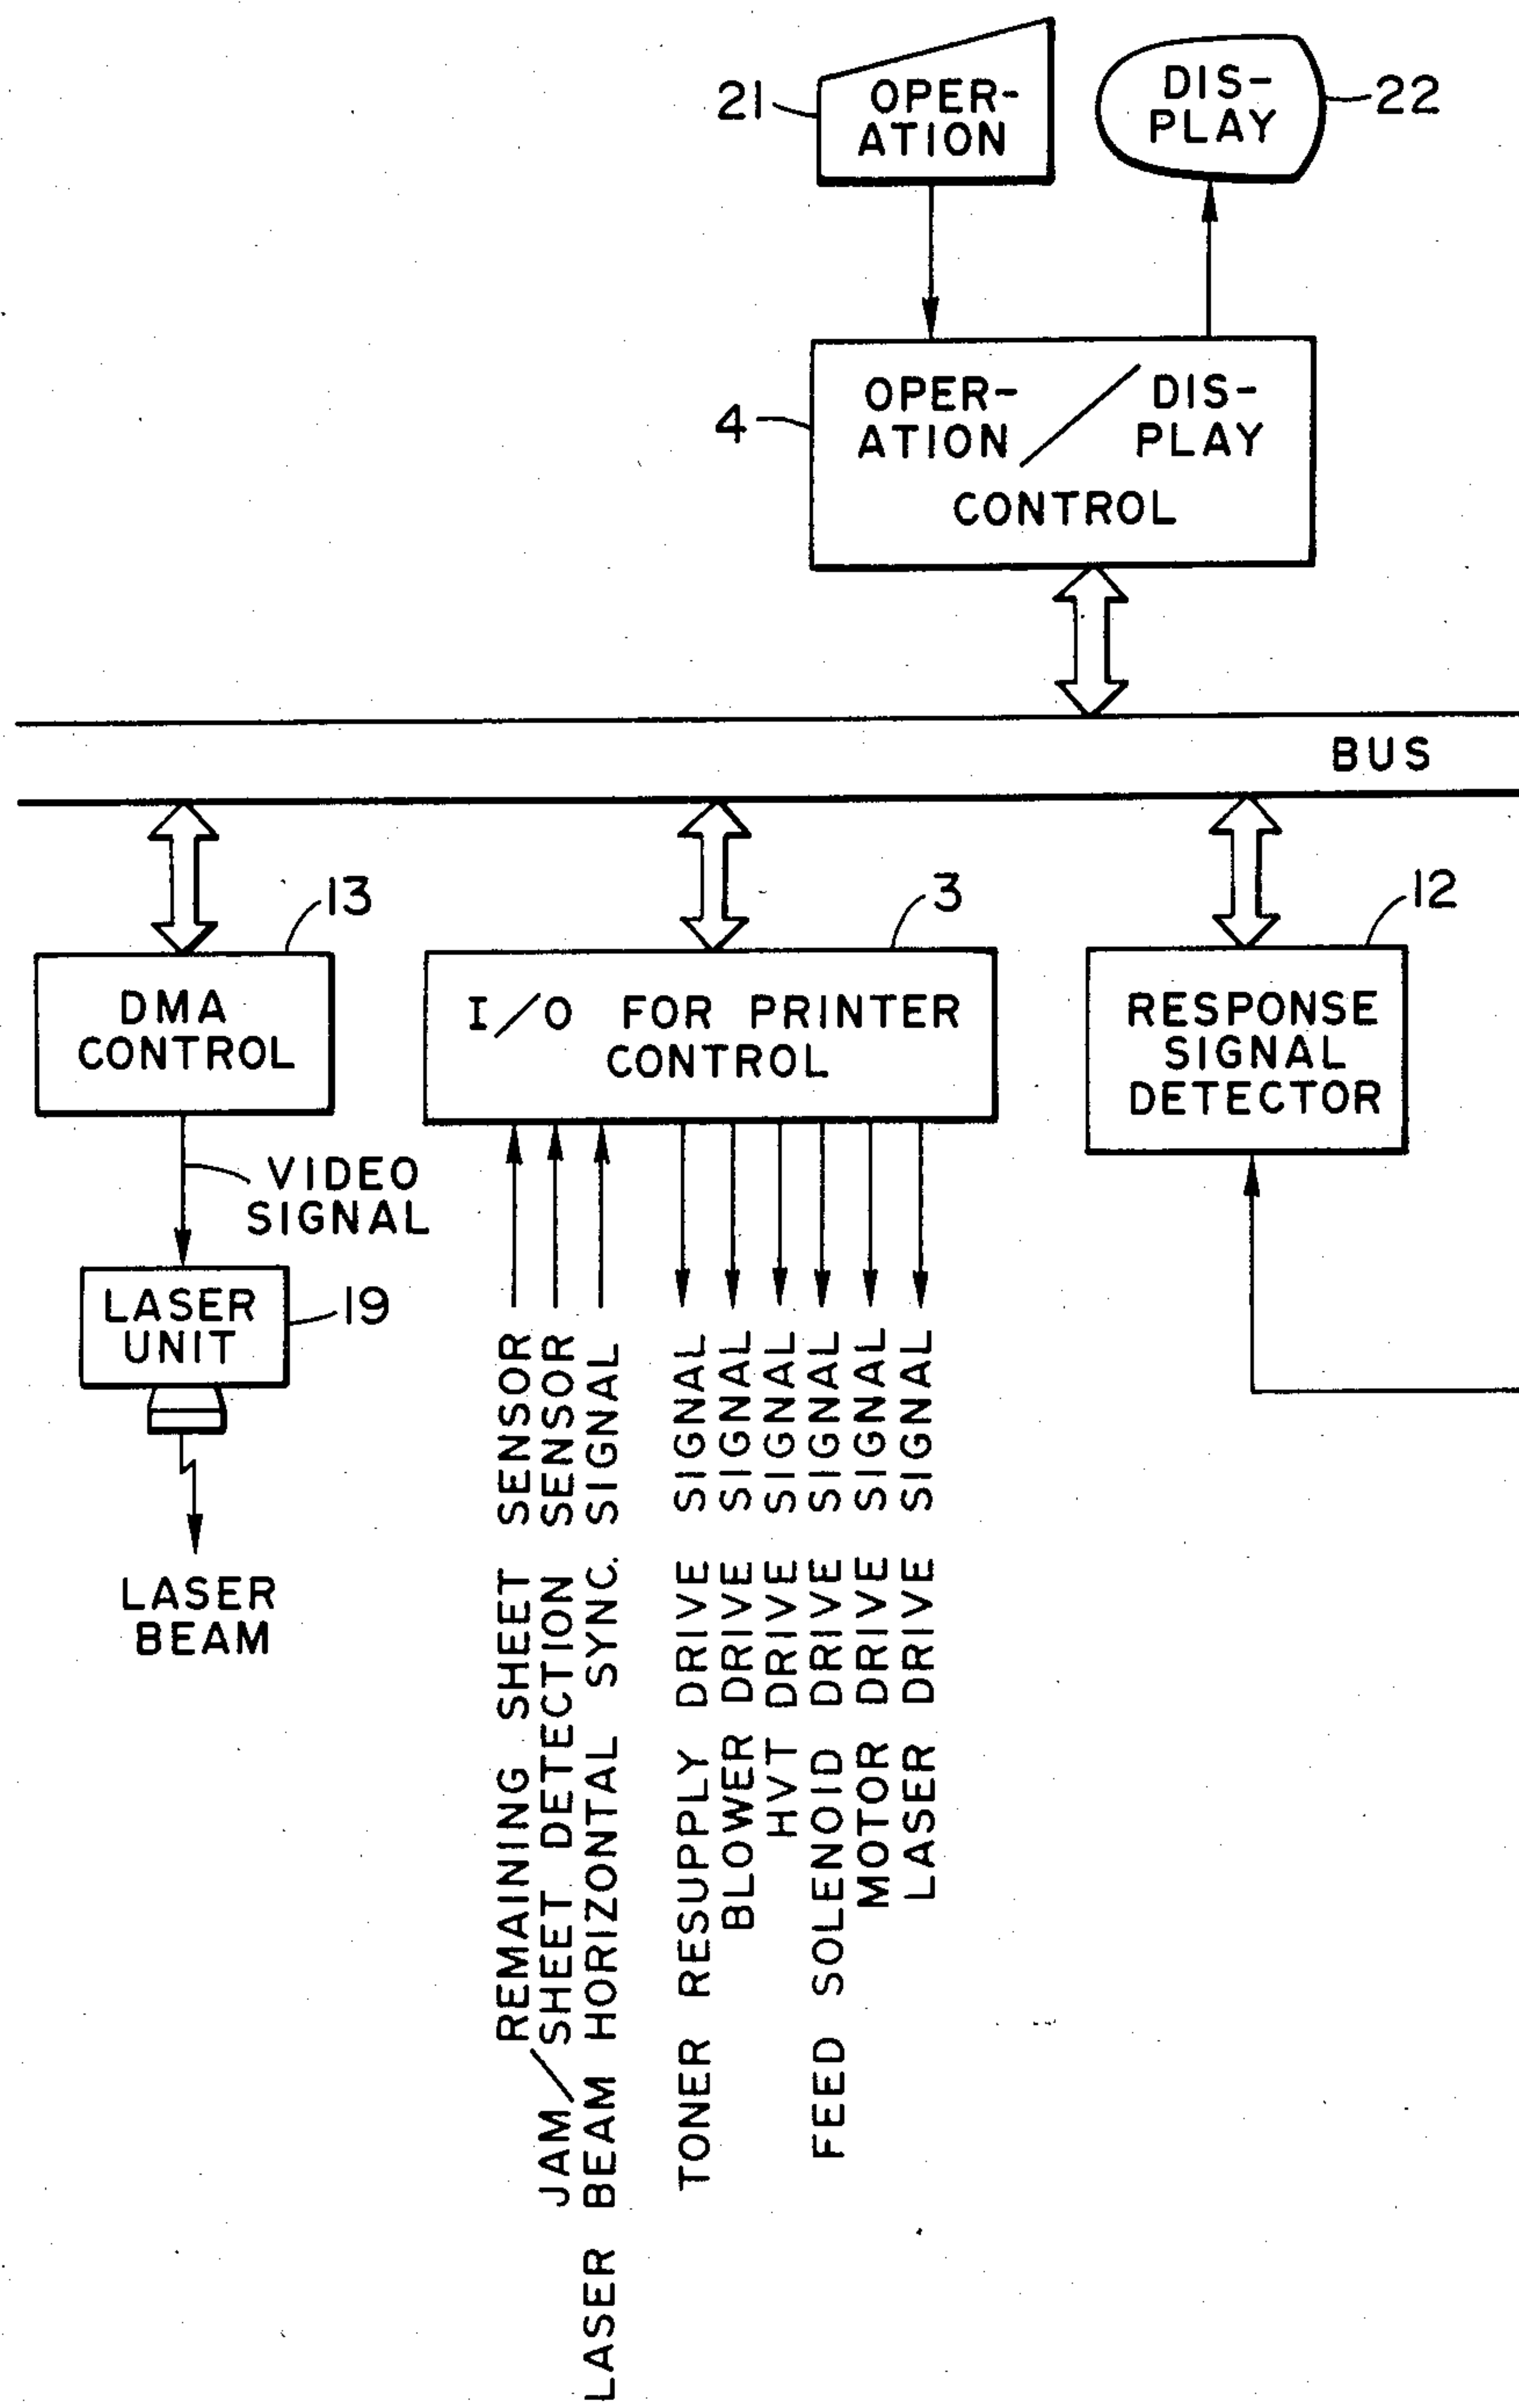 21
OPER-
ATION
DIS-
PLAY
22
4
OPER-
ATION
/
DIS-
PLAY
CONTROL
BUS
13
3
12
DMA
CONTROL
I/O FOR PRINTER
CONTROL
RESPONSE
SIGNAL
DETECTOR
VIDEO
SIGNAL
LASER
UNIT
19
LASER
BEAM
REMAINING SHEET SENSOR
JAM/SHEET DETECTION SENSOR
LASER BEAM HORIZONTAL SYNC. SIGNAL
TONER RESUPPLY DRIVE SIGNAL
BLOWER DRIVE SIGNAL
HVT DRIVE SIGNAL
FEED SOLENOID DRIVE SIGNAL
MOTOR DRIVE SIGNAL
LASER DRIVE SIGNAL